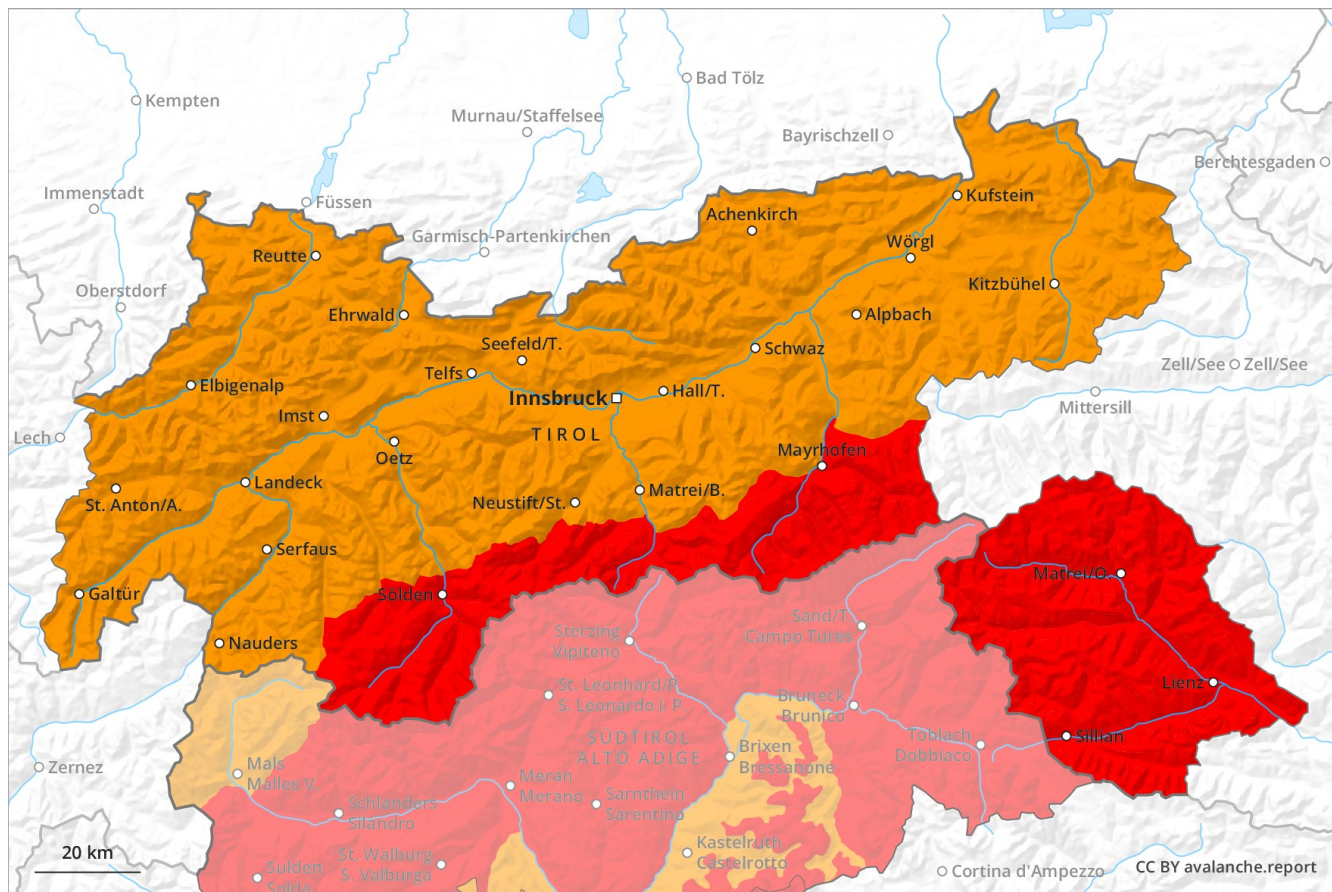 Kempten
Bad Tölz
Murnau/Staffelsee
Bayrischzell
Berchtesgaden
Immenstadt
Füssen
Kufstein
Achenkirch
Garmisch-Partenkirchen
Wörgl
Reutte
Kitzbühel
Oberstdorf
Ehrwald
Alpbach
Seefeld/T.
Schwaz
Zell/See
Zell/See
Telfs
Elbigenalp
Hall/T.
Innsbruck
Mittersill
Imst
TIROL
Lech
Mayrhofen
Oetz
Landeck
Matrei/B.
St. Anton/A.
Neustift/St.
Serfaus
Matrei/O.
Galtür
Sölden
Sand/T.
Campo Tures
Sterzing
Vipiteno
Nauders
Lienz
St. Leonhard/P.
S. Leonardo i. P.
Bruneck
Brunico
Sillian
SÜDTIROL
ALTO ADIGE
Toblach
Dobbiaco
Brixen
Bressanone
Zernez
Mals
Málles V.
Meran
Merano
Schlanders
Silandro
Sarnthein
Sarentino
20 km
St. Walburg
S. Valburga
Kastelruth
Castelrotto
Sulden
Solda
Cortina d'Ampezzo
CC BY avalanche.report